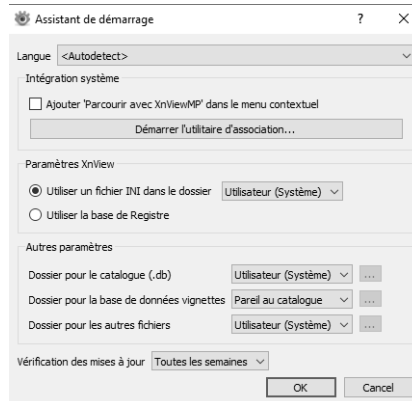 Assistant de démarrage ? ×
Langue <Autodetect>
Intégration système
Ajouter 'Parcourir avec XnViewMP' dans le menu contextuel
Démarrer l'utilitaire d'association...
Paramètres XnView
Utiliser un fichier INI dans le dossier Utilisateur (Système)
Utiliser la base de Registre
Autres paramètres
Dossier pour le catalogue (.db) Utilisateur (Système) ...
Dossier pour la base de données vignettes Pareil au catalogue ...
Dossier pour les autres fichiers Utilisateur (Système) ...
Vérification des mises à jour Toutes les semaines
OK Cancel